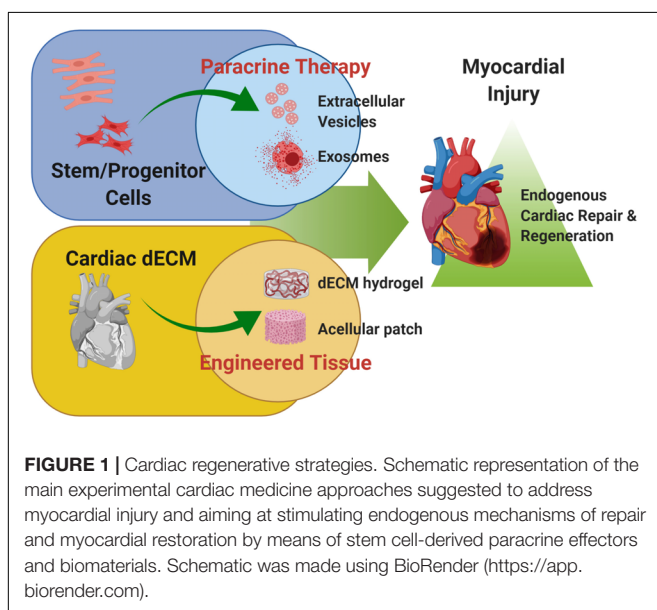 Paracrine Therapy
Extracellular
Vesicles
Exosomes
Stem/Progenitor
Cells
Cardiac dECM
dECM hydrogel
Acellular patch
Engineered Tissue
Myocardial
Injury
Endogenous
Cardiac Repair &
Regeneration
FIGURE 1 | Cardiac regenerative strategies. Schematic representation of the
main experimental cardiac medicine approaches suggested to address
myocardial injury and aiming at stimulating endogenous mechanisms of repair
and myocardial restoration by means of stem cell-derived paracrine effectors
and biomaterials. Schematic was made using BioRender (https://app.
biorender.com).